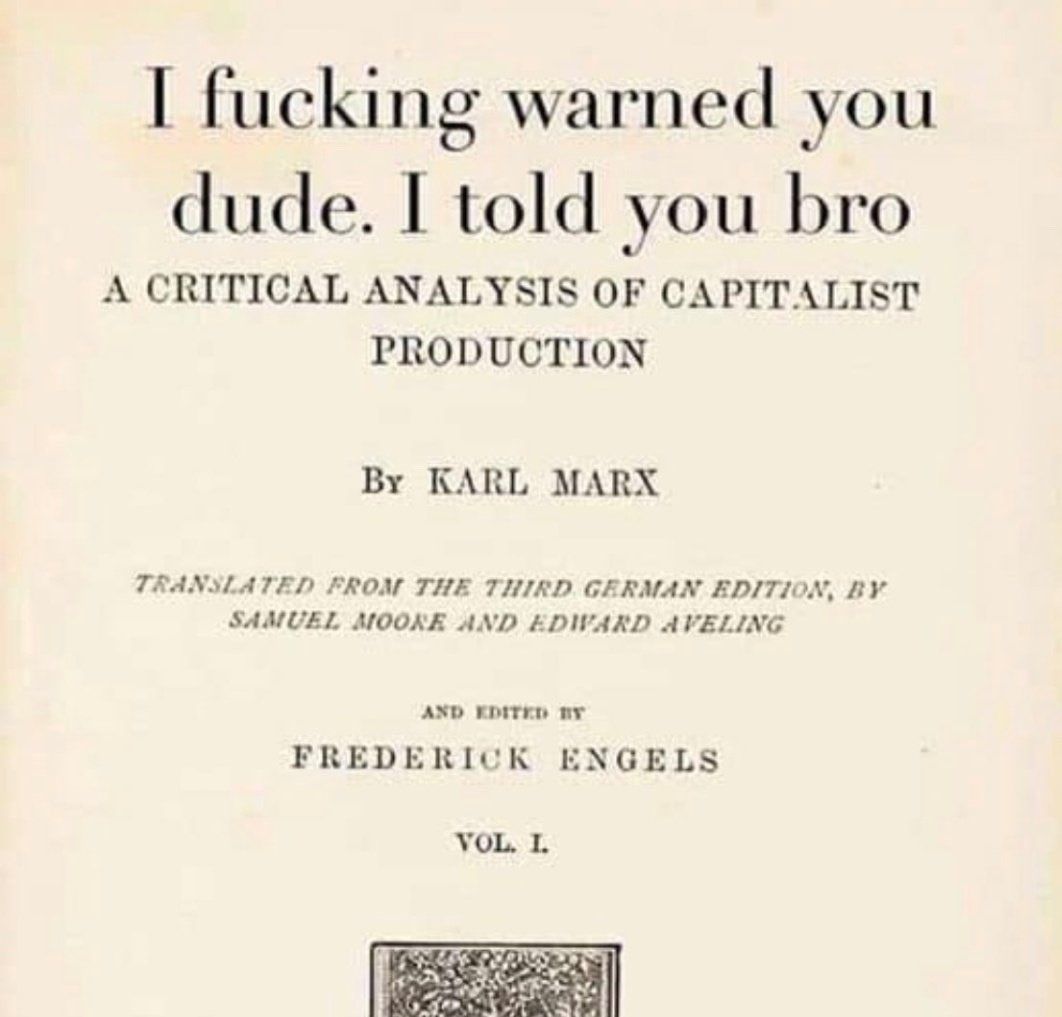 I fucking warned you
dude. I told you bro
A CRITICAL ANALYSIS OF CAPITALIST
PRODUCTION
BY KARL MARX
TRANSLATED FROM THE THIRD GERMAN EDITION, BY
SAMUEL MOORE AND EDWARD AVELING
AND EDITED BY
FREDERICK ENGELS
VOL. I.